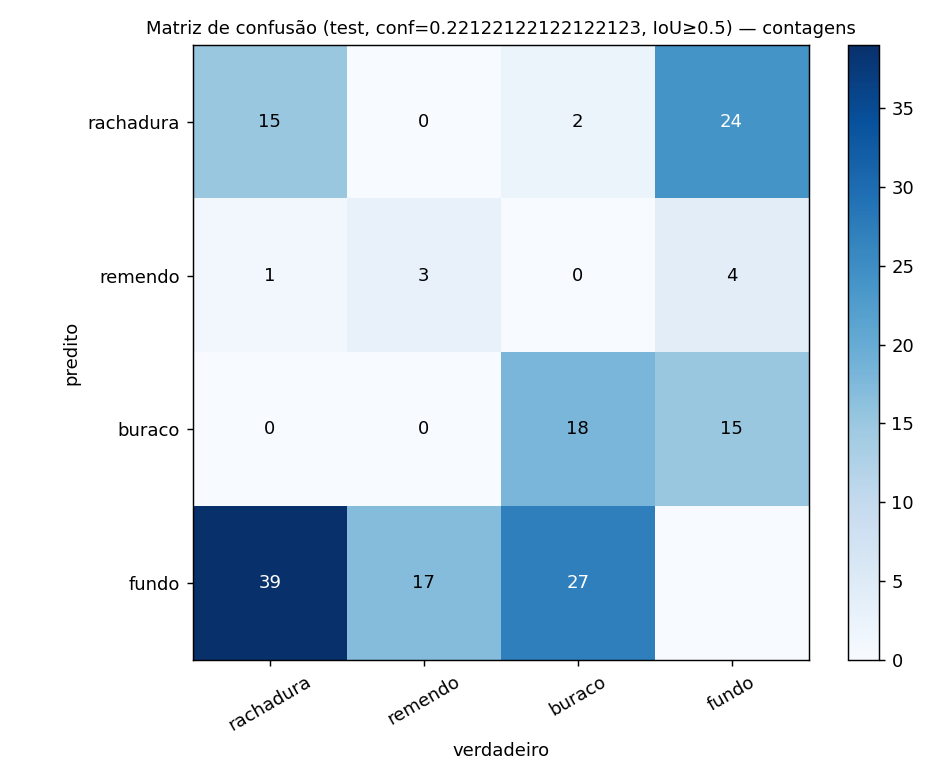 Matriz de confusão (test, conf=0.22122122122122123, IoU≥0.5) — contagens
rachadura 15 0 2 24
remendo 1 3 0 4
buraco 0 0 18 15
fundo 39 17 27
rachadura remendo buraco fundo
verdadeiro
predito
35
30
25
20
15
10
5
0